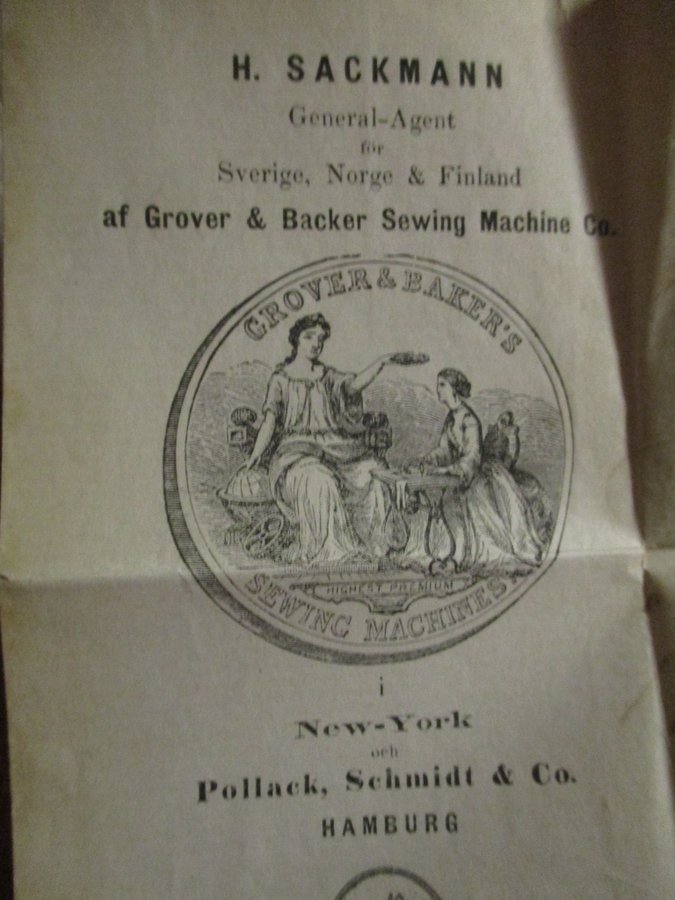 H. SACKMANN
General-Agent
för
Sverige, Norge & Finland
af Grover & Backer Sewing Machine Co.
GROVER & BAKER'S
HIGHEST PREMIUM
SEWING MACHINES
i
New-York
och
Pollack, Schmidt & Co.
HAMBURG